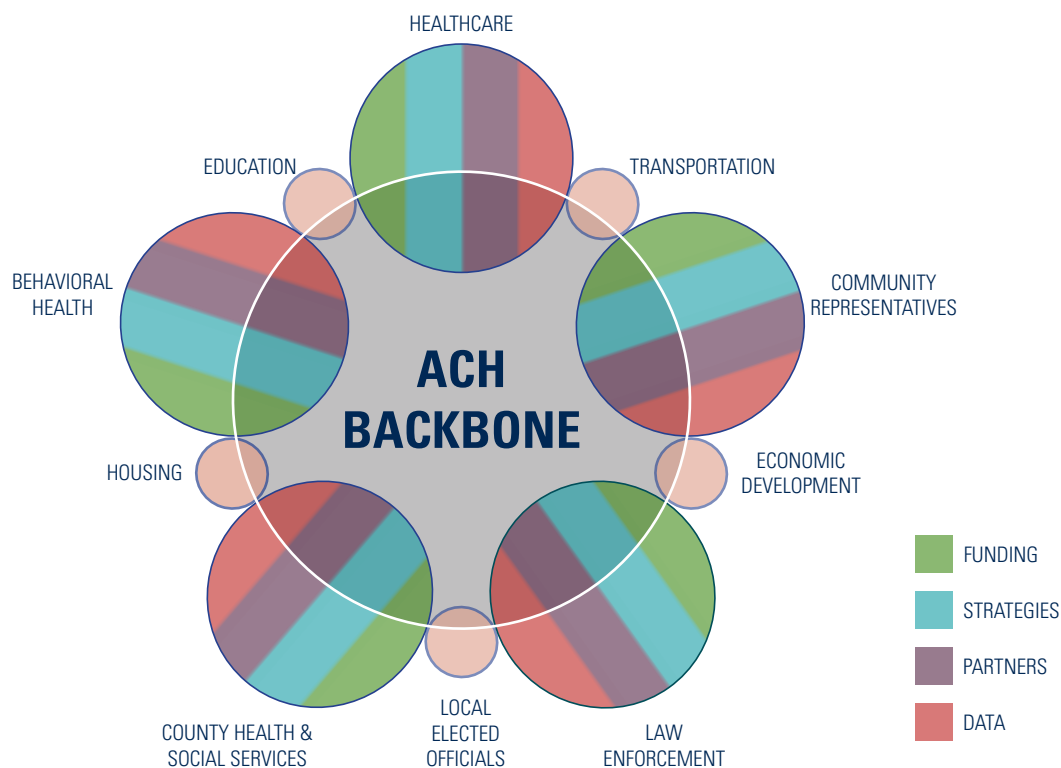 HEALTHCARE
EDUCATION
TRANSPORTATION
BEHAVIORAL
HEALTH
COMMUNITY
REPRESENTATIVES
ACH
BACKBONE
HOUSING
ECONOMIC
DEVELOPMENT
FUNDING
STRATEGIES
PARTNERS
DATA
COUNTY HEALTH &
SOCIAL SERVICES
LOCAL
ELECTED
OFFICIALS
LAW
ENFORCEMENT